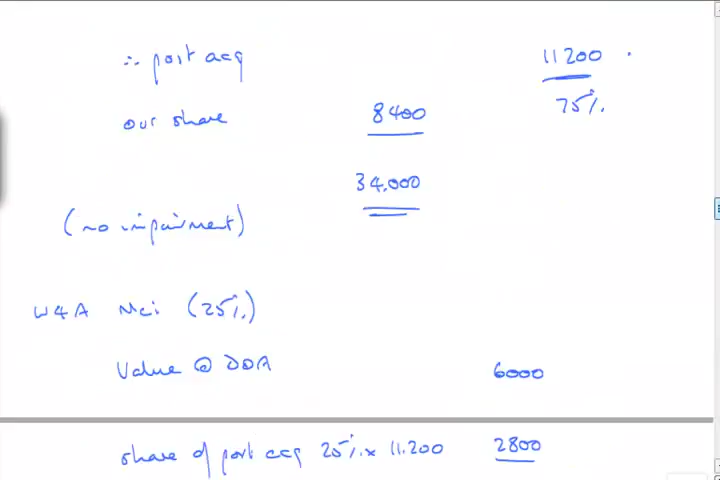 ∴ post acq 11200
75%
our share 8400
34,000
(no impairment)
W4A Nci (25%)
Value @ DOA 6000
share of post acq 25% x 11.200 2800